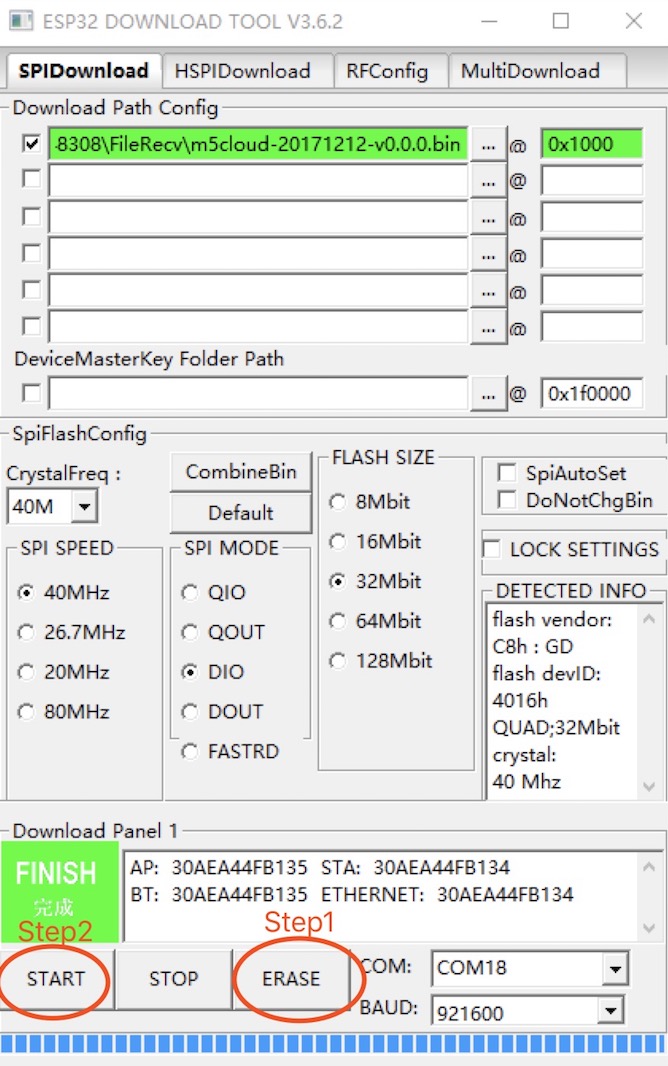 ESP32 DOWNLOAD TOOL V3.6.2
SPIDownload HSPIDownload RFConfig MultiDownload
Download Path Config
-8308\FileRecv\m5cloud-20171212-v0.0.0.bin ... @ 0x1000
... @
... @
... @
... @
... @
DeviceMasterKey Folder Path
... @ 0x1f0000
SpiFlashConfig
CrystalFreq :
40M
CombineBin
Default
SPI SPEED
40MHz
26.7MHz
20MHz
80MHz
SPI MODE
QIO
QOUT
DIO
DOUT
FASTRD
FLASH SIZE
8Mbit
16Mbit
32Mbit
64Mbit
128Mbit
SpiAutoSet
DoNotChgBin
LOCK SETTINGS
DETECTED INFO
flash vendor:
C8h : GD
flash devID:
4016h
QUAD;32Mbit
crystal:
40 Mhz
Download Panel 1
FINISH
完成
AP: 30AEA44FB135 STA: 30AEA44FB134
BT: 30AEA44FB135 ETHERNET: 30AEA44FB134
Step2
Step1
START STOP ERASE
COM: COM18
BAUD: 921600